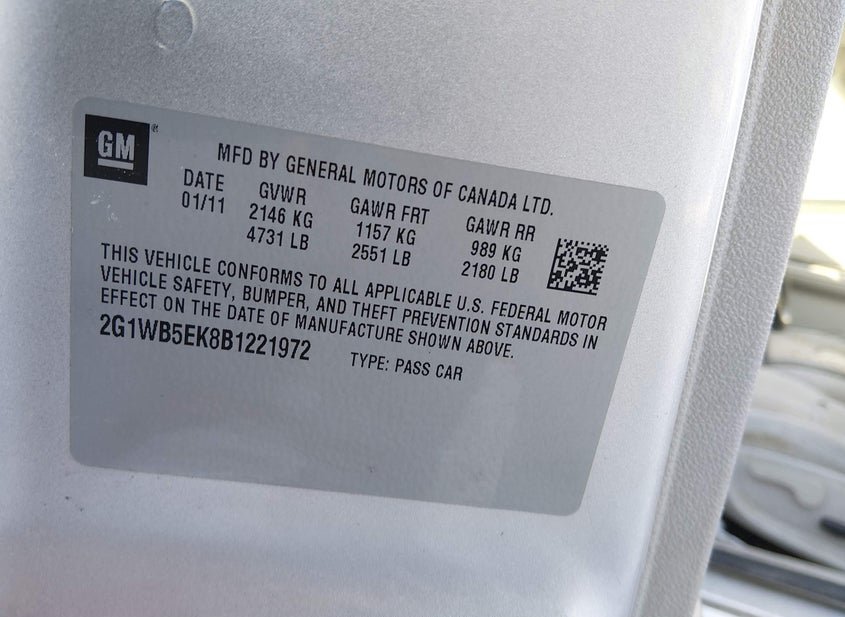 GM®
MFD BY GENERAL MOTORS OF CANADA LTD.
DATE GVWR GAWR FRT GAWR RR
01/11 2146 KG 1157 KG 989 KG
4731 LB 2551 LB 2180 LB
THIS VEHICLE CONFORMS TO ALL APPLICABLE U.S. FEDERAL MOTOR
VEHICLE SAFETY, BUMPER, AND THEFT PREVENTION STANDARDS IN
EFFECT ON THE DATE OF MANUFACTURE SHOWN ABOVE.
2G1WB5EK8B1221972 TYPE: PASS CAR